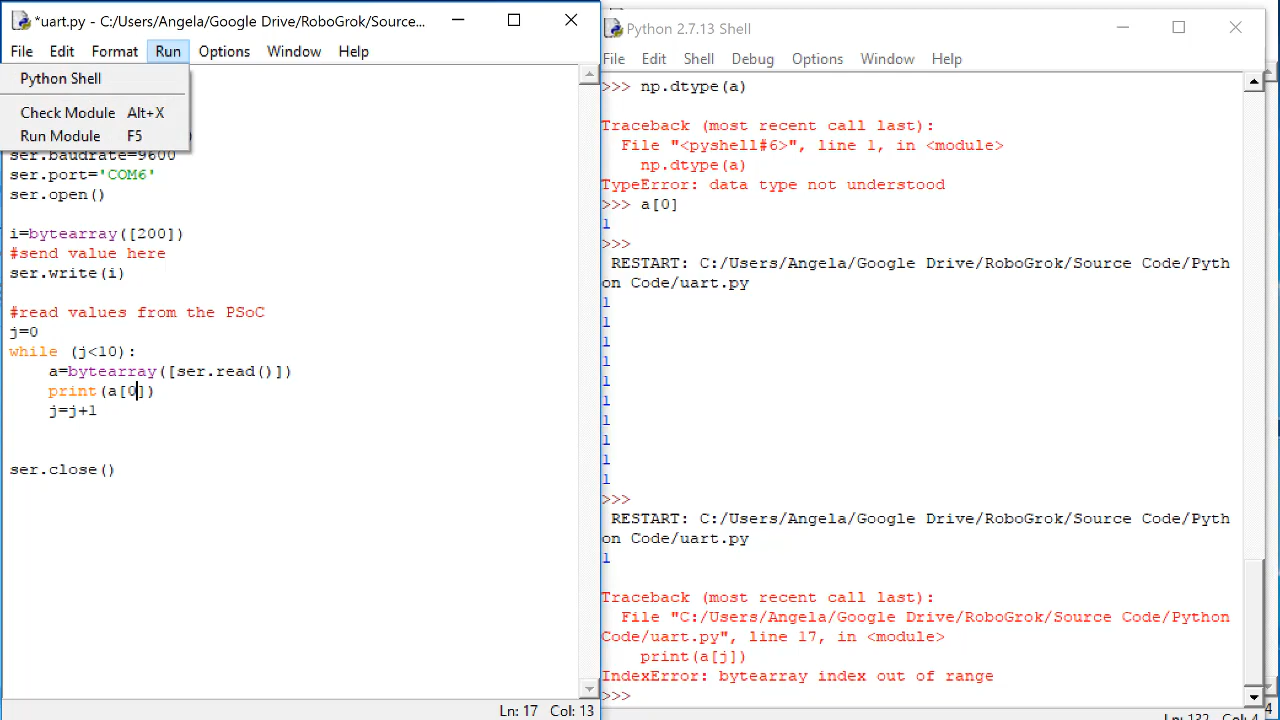 *uart.py - C:/Users/Angela/Google Drive/RoboGrok/Source...
File Edit Format Run Options Window Help
Python Shell
Check Module Alt+X
Run Module F5
)
ser.baudrate=9600
ser.port='COM6'
ser.open()
i=bytearray([200])
#send value here
ser.write(i)
#read values from the PSoC
j=0
while (j<10):
a=bytearray([ser.read()])
print(a[0])
j=j+1
ser.close()
Ln: 17 Col: 13
Python 2.7.13 Shell
File Edit Shell Debug Options Window Help
>>> np.dtype(a)
Traceback (most recent call last):
File "<pyshell#6>", line 1, in <module>
np.dtype(a)
TypeError: data type not understood
>>> a[0]
1
>>>
RESTART: C:/Users/Angela/Google Drive/RoboGrok/Source Code/Pyth
on Code/uart.py
1
1
1
1
1
1
1
1
1
1
>>>
RESTART: C:/Users/Angela/Google Drive/RoboGrok/Source Code/Pyth
on Code/uart.py
1
Traceback (most recent call last):
File "C:/Users/Angela/Google Drive/RoboGrok/Source Code/Python
Code/uart.py", line 17, in <module>
print(a[j])
IndexError: bytearray index out of range
>>>
Ln: 132 Col: 4
4